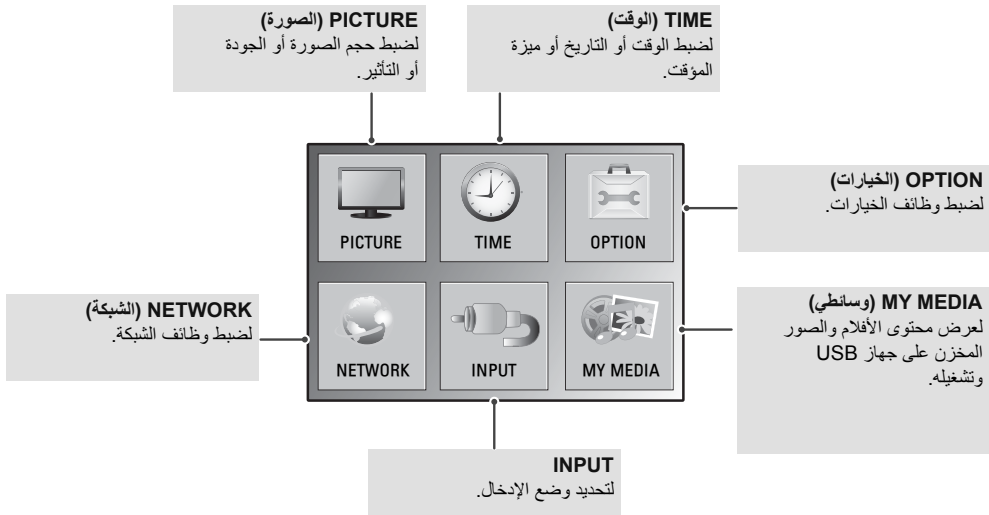 PICTURE (الصورة)
لضبط حجم الصورة أو الجودة
أو التأثير.
TIME (الوقت)
لضبط الوقت أو التاريخ أو ميزة
المؤقت.
PICTURE
TIME
OPTION
OPTION (الخيارات)
لضبط وظائف الخيارات.
NETWORK (الشبكة)
لضبط وظائف الشبكة.
NETWORK
INPUT
MY MEDIA
MY MEDIA (وسائطي)
لعرض محتوى الأفلام والصور
المخزن على جهاز USB
وتشغيله.
INPUT
لتحديد وضع الإدخال.